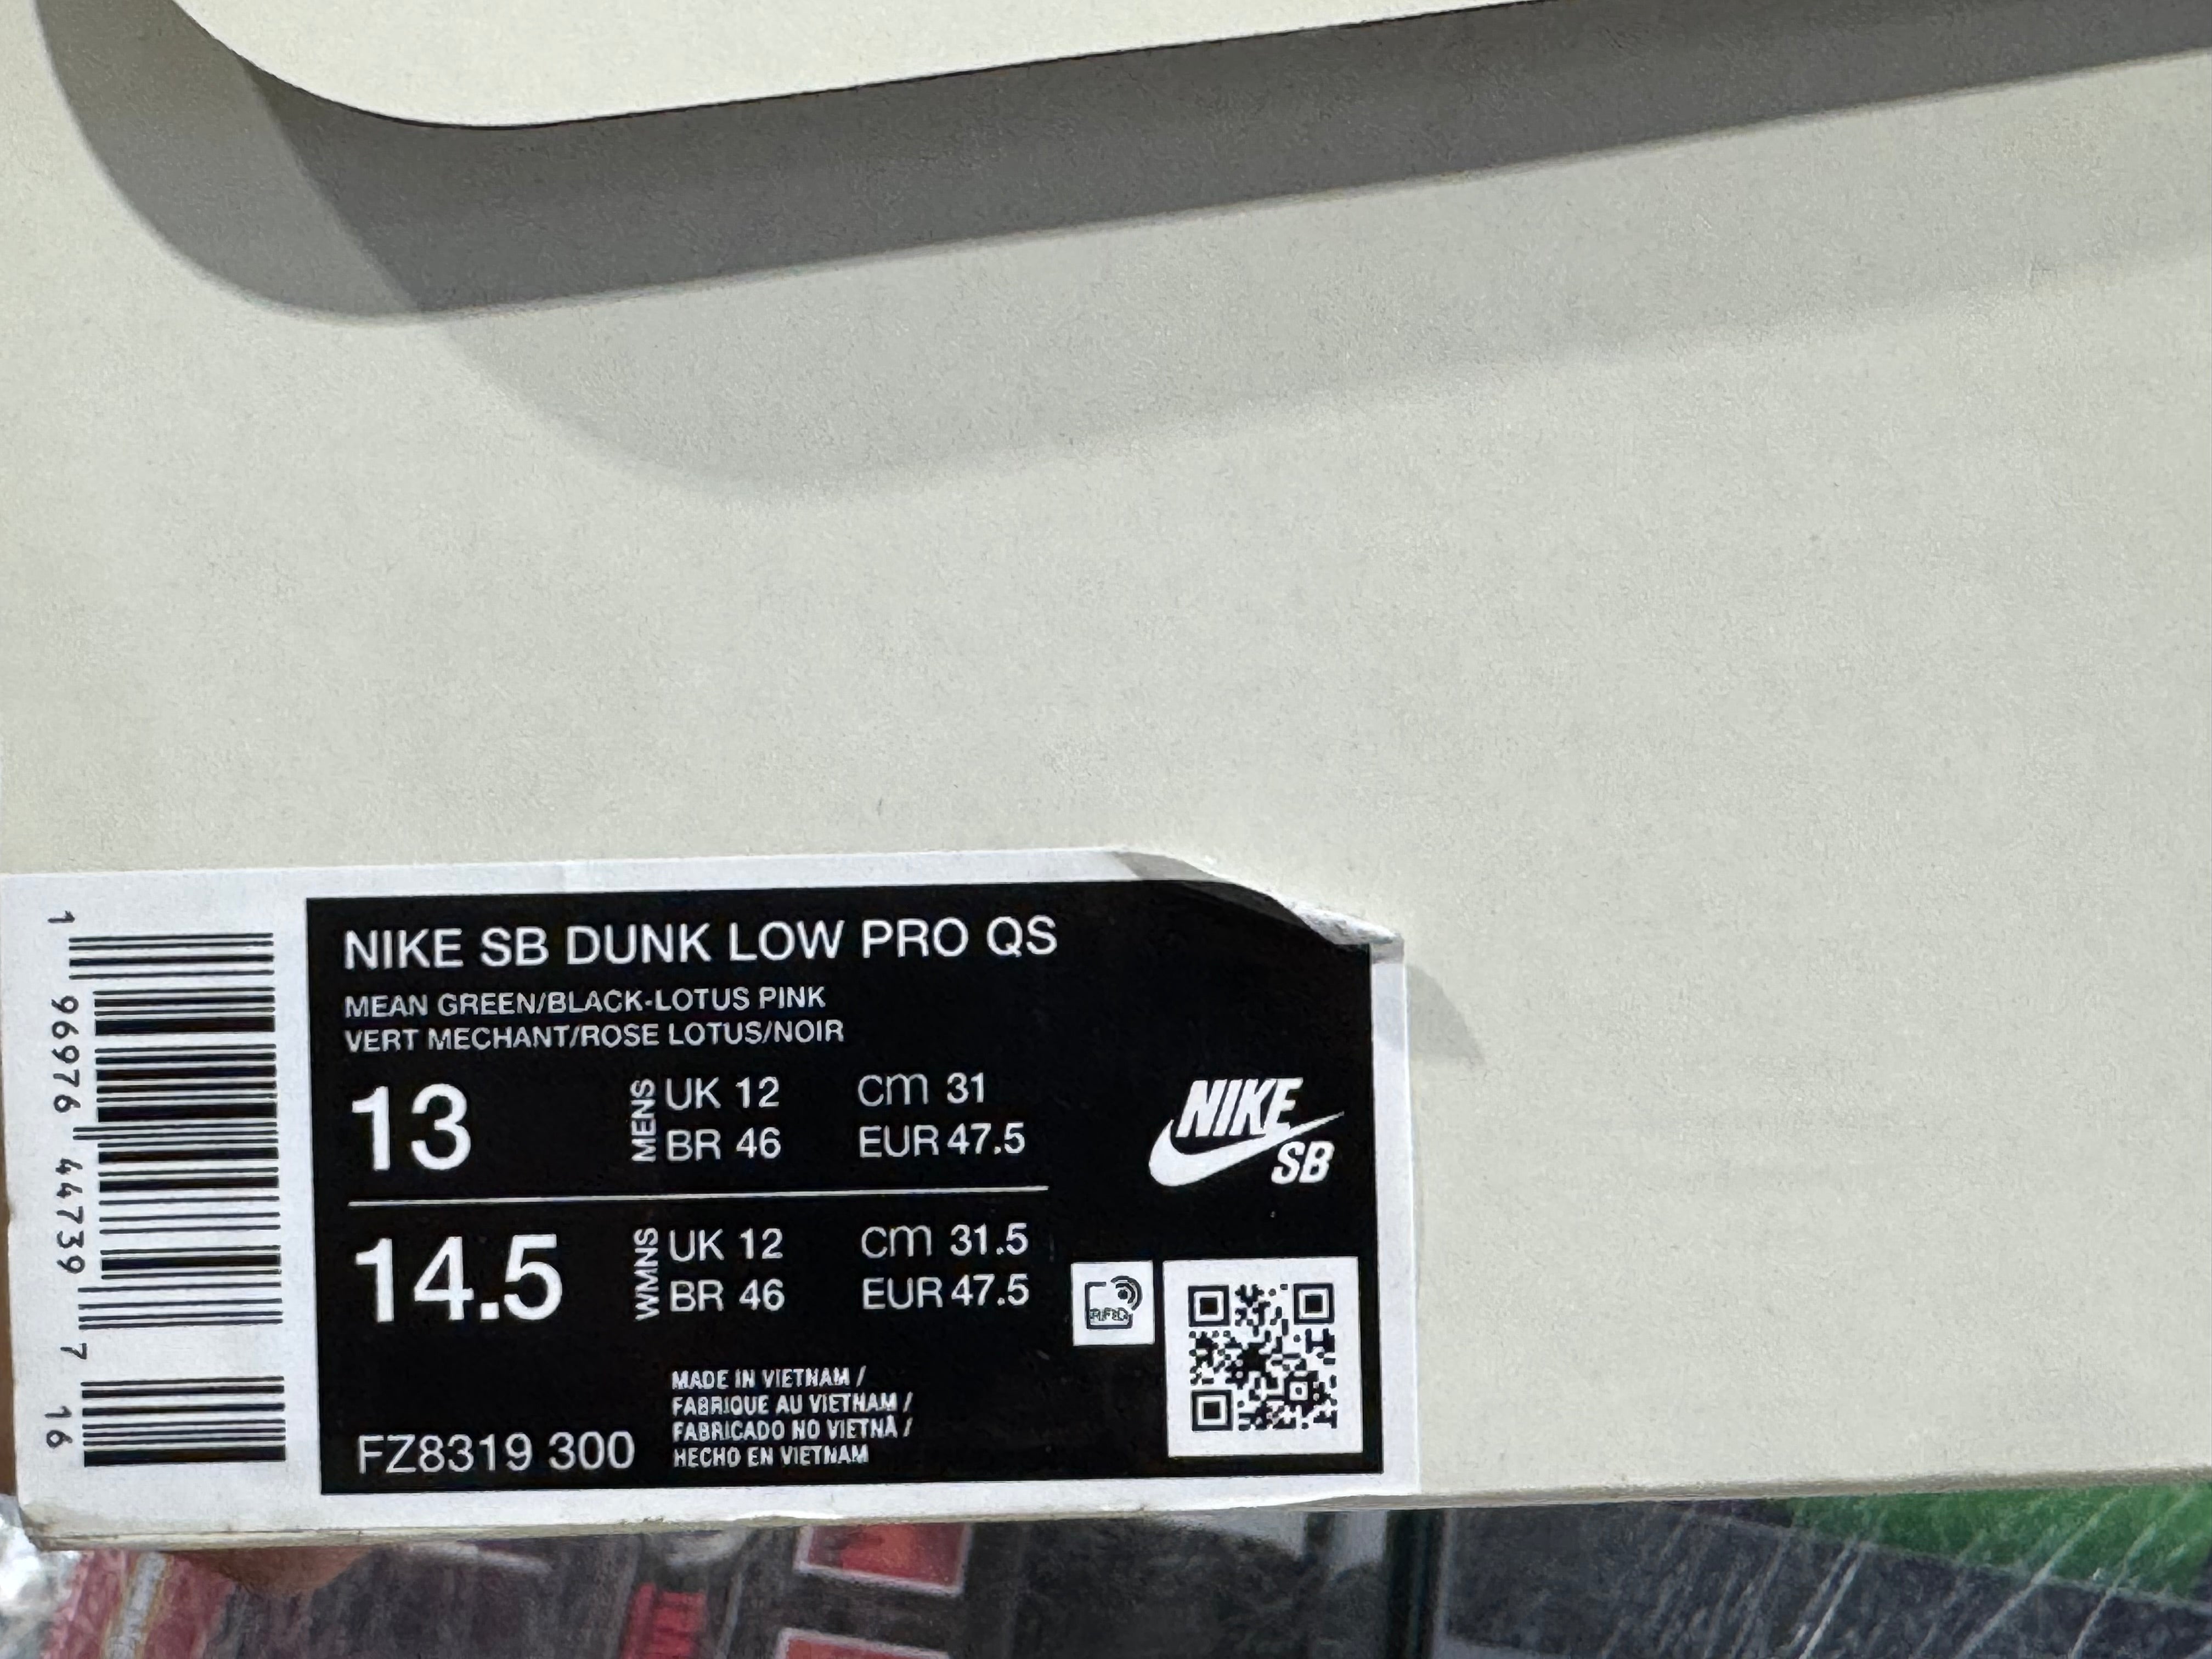 NIKE SB DUNK LOW PRO QS
MEAN GREEN/BLACK-LOTUS PINK
VERT MECHANT/ROSE LOTUS/NOIR
13
MENS
UK 12 cm 31
BR 46 EUR 47.5
14.5
WMNS
UK 12 cm 31.5
BR 46 EUR 47.5
NIKE
SB
RFID
MADE IN VIETNAM /
FABRIQUE AU VIETNAM /
FABRICADO NO VIETNÃ /
HECHO EN VIETNAM
FZ8319 300
1 96976 44739 7 16